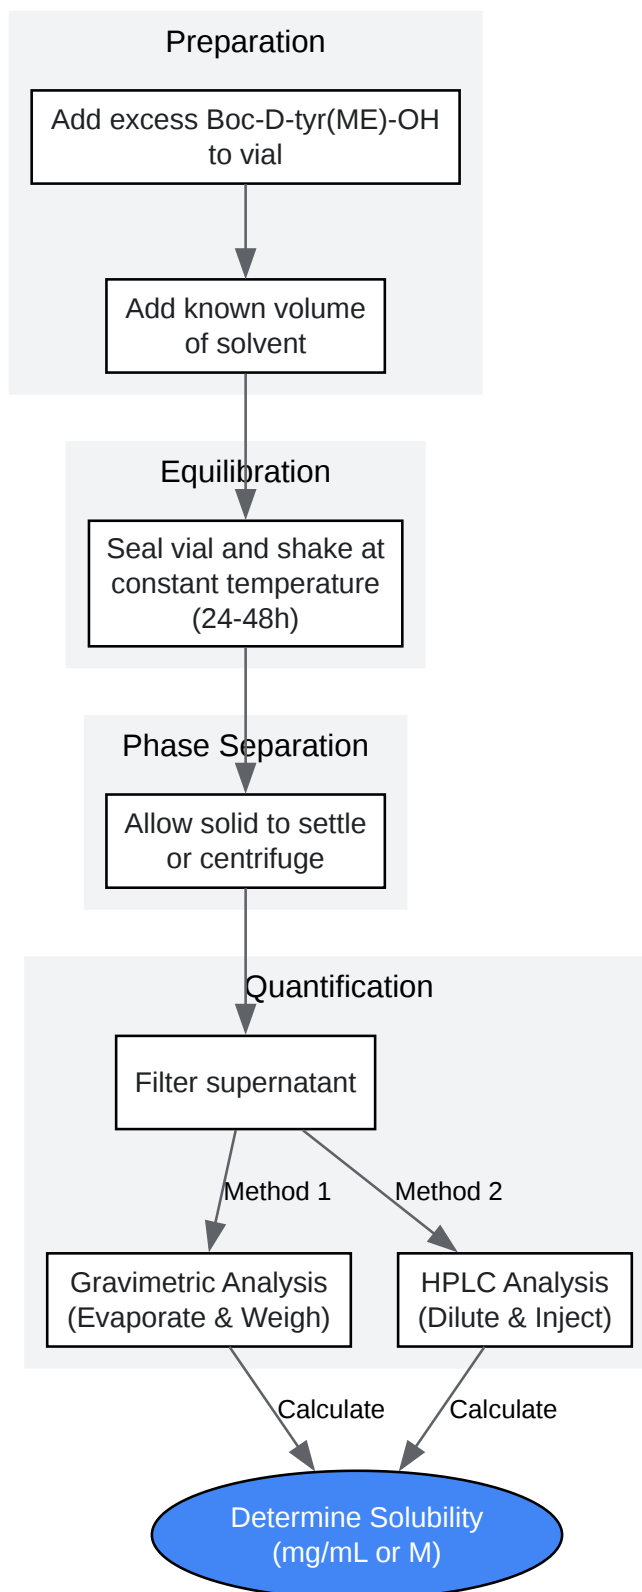 Preparation
Add excess Boc-D-tyr(ME)-OH
to vial
Add known volume
of solvent
Equilibration
Seal vial and shake at
constant temperature
(24-48h)
Phase Separation
Allow solid to settle
or centrifuge
Quantification
Filter supernatant
Method 1
Method 2
Gravimetric Analysis
(Evaporate & Weigh)
HPLC Analysis
(Dilute & Inject)
Calculate
Calculate
Determine Solubility
(mg/mL or M)